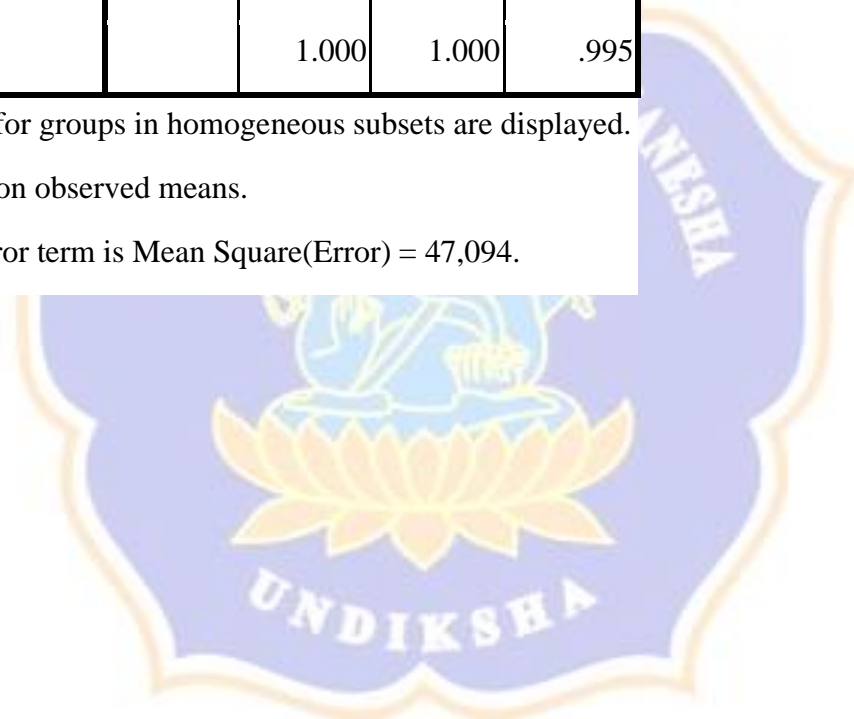 1.000 1.000 .995
for groups in homogeneous subsets are displayed.
on observed means.
ror term is Mean Square(Error) = 47,094.
ANESHA
UNDIKSHA